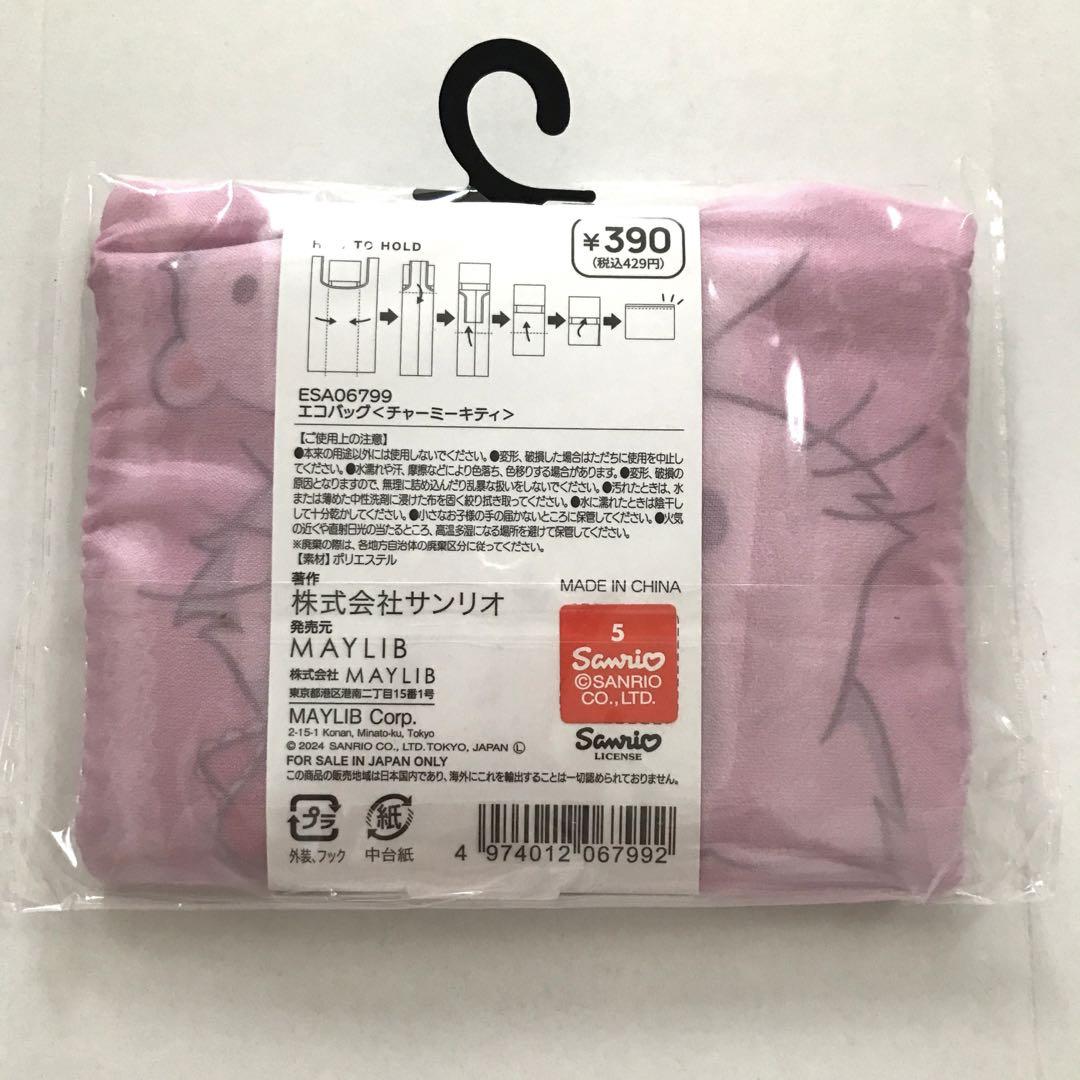 TO HOLD
¥390
(税込429円)
ESA06799
エコバッグ<チャーミーキティ>
【ご使用上の注意】
●本来の用途以外には使用しないでください。●変形、破損した場合はただちに使用を中止し
てください。●水濡れや汗、摩擦などにより色落ち、色移りする場合があります。●変形、破損の
原因となりますので、無理に詰め込んだり乱暴な扱いをしないでください。●汚れたときは、水
または薄めた中性洗剤に浸けた布を固く絞り拭き取ってください。●水に濡れたときは陰干し
して十分乾かしてください。●小さなお子様の手の届かないところに保管してください。●火気
の近くや直射日光の当たるところ、高温多湿になる場所を避けて保管してください。
※廃棄の際は、各地方自治体の廃棄区分に従ってください。
【素材】ポリエステル
著作
株式会社サンリオ
発売元
MAYLIB
株式会社 MAYLIB
東京都港区港南二丁目15番1号
MAYLIB Corp.
2-15-1 Konan, Minato-ku, Tokyo
© 2024 SANRIO CO., LTD. TOKYO, JAPAN Ⓛ
FOR SALE IN JAPAN ONLY
この商品の販売地域は日本国内であり、海外にこれを輸出することは一切認められておりません。
MADE IN CHINA
5
Sanrio
©SANRIO
CO., LTD.
Sanrio
LICENSE
プラ
外装、フック
紙
中台紙
4 974012 067992